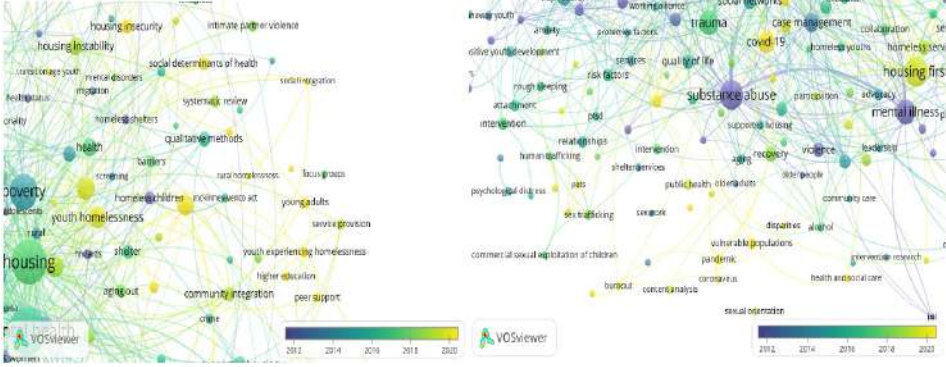 housing insecurity
intimate partner violence
housing instability
social determinants of health
social integration
mental disorders
migration
systematic review
homeless shelters
qualitative methods
health
barriers
screening
rural homelessness
focus groups
poverty
homeless children
mckinney-vento act
young adults
youth homelessness
service provision
rural
shelter
youth experiencing homelessness
housing
higher education
aging out
community integration
peer support
crime
VOSviewer
2012 2014 2016 2018 2020
social networks
working alliance
trauma
case management
collaboration
anxiety
covid-19
homeless youths
services
quality of life
housing first
risk factors
rough sleeping
substance abuse
participation
advocacy
attachment
mental illness
ptsd
intervention
supported housing
relationships
violence
leadership
intervention
human trafficking
aging
recovery
shelter services
older people
psychological distress
pets
public health
older adults
community care
sex trafficking
sex work
disparities
alcohol
vulnerable populations
commercial sexual exploitation of children
pandemic
intervention research
coronavirus
health and social care
burnout
content analysis
sexual orientation
VOSviewer
2012 2014 2016 2018 2020